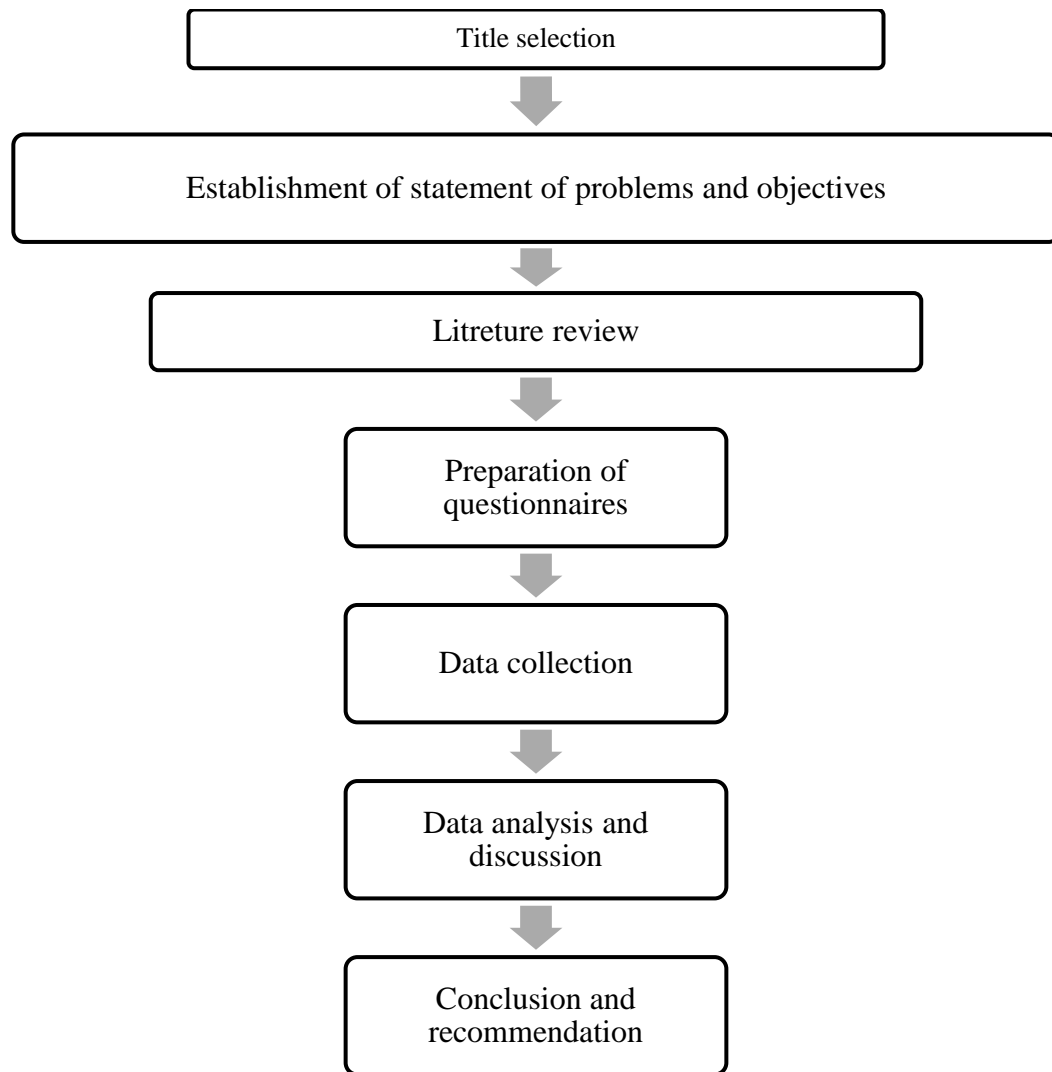 Title selection
Establishment of statement of problems and objectives
Litreture review
Preparation of
questionnaires
Data collection
Data analysis and
discussion
Conclusion and
recommendation